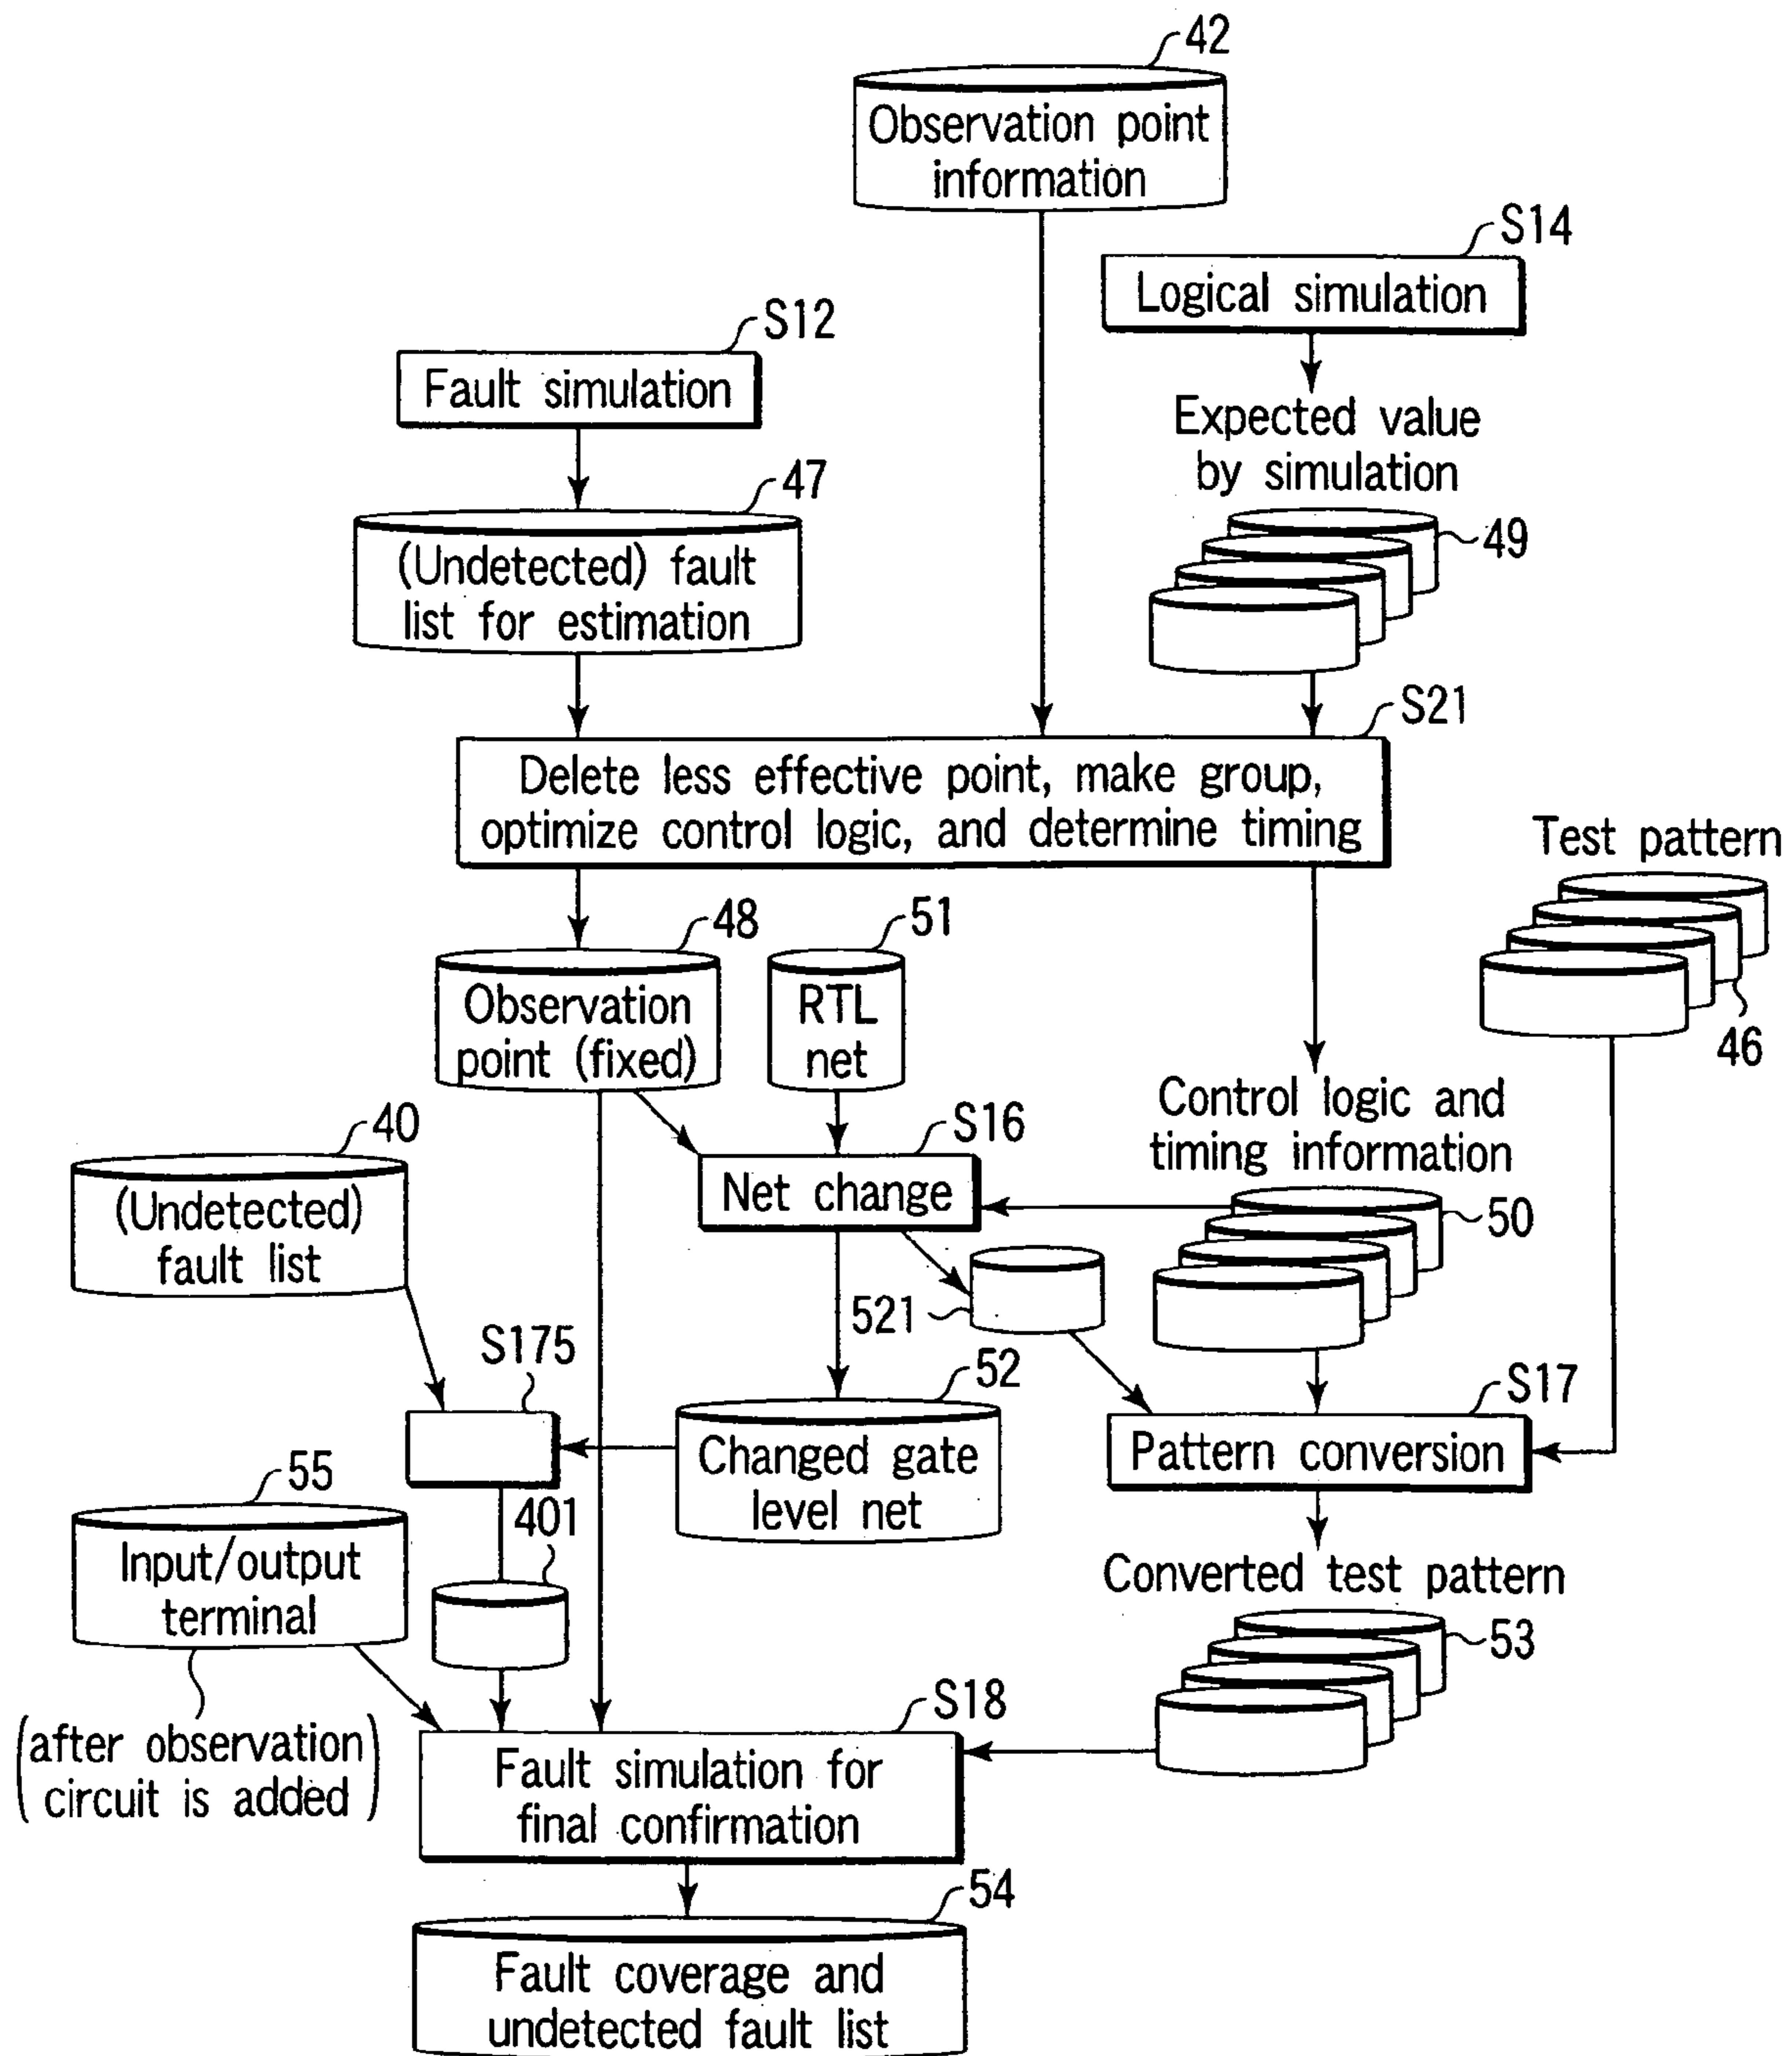 42
Observation point
information
S14
Logical simulation
S12
Fault simulation
Expected value
by simulation
47
49
(Undetected) fault
list for estimation
S21
Delete less effective point, make group,
optimize control logic, and determine timing
Test pattern
48
51
Observation
point (fixed)
RTL
net
46
Control logic and
timing information
40
S16
(Undetected)
fault list
Net change
50
521
S175
52
S17
Changed gate
level net
Pattern conversion
55
401
Input/output
terminal
Converted test pattern
53
(after observation
circuit is added)
S18
Fault simulation for
final confirmation
54
Fault coverage and
undetected fault list